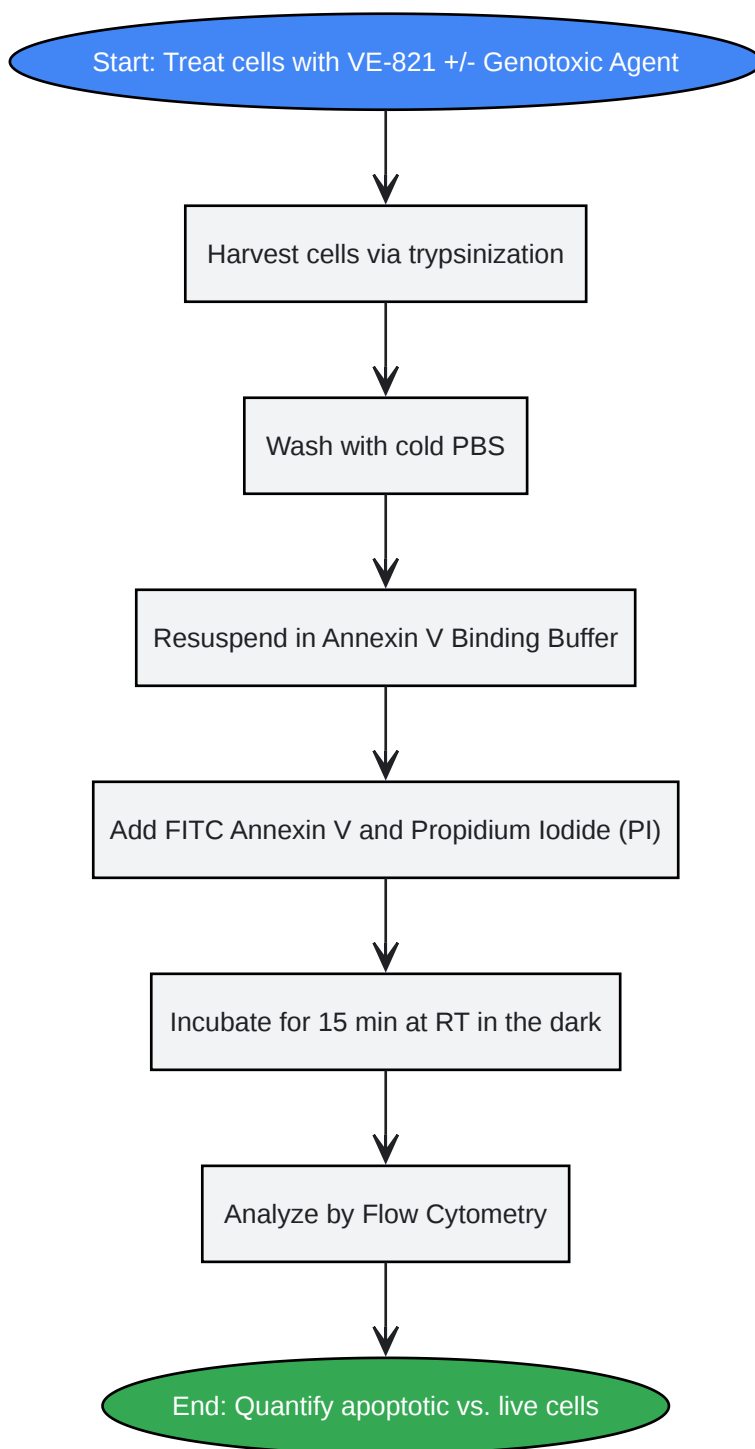 Start: Treat cells with VE-821 +/- Genotoxic Agent
Harvest cells via trypsinization
Wash with cold PBS
Resuspend in Annexin V Binding Buffer
Add FITC Annexin V and Propidium Iodide (PI)
Incubate for 15 min at RT in the dark
Analyze by Flow Cytometry
End: Quantify apoptotic vs. live cells